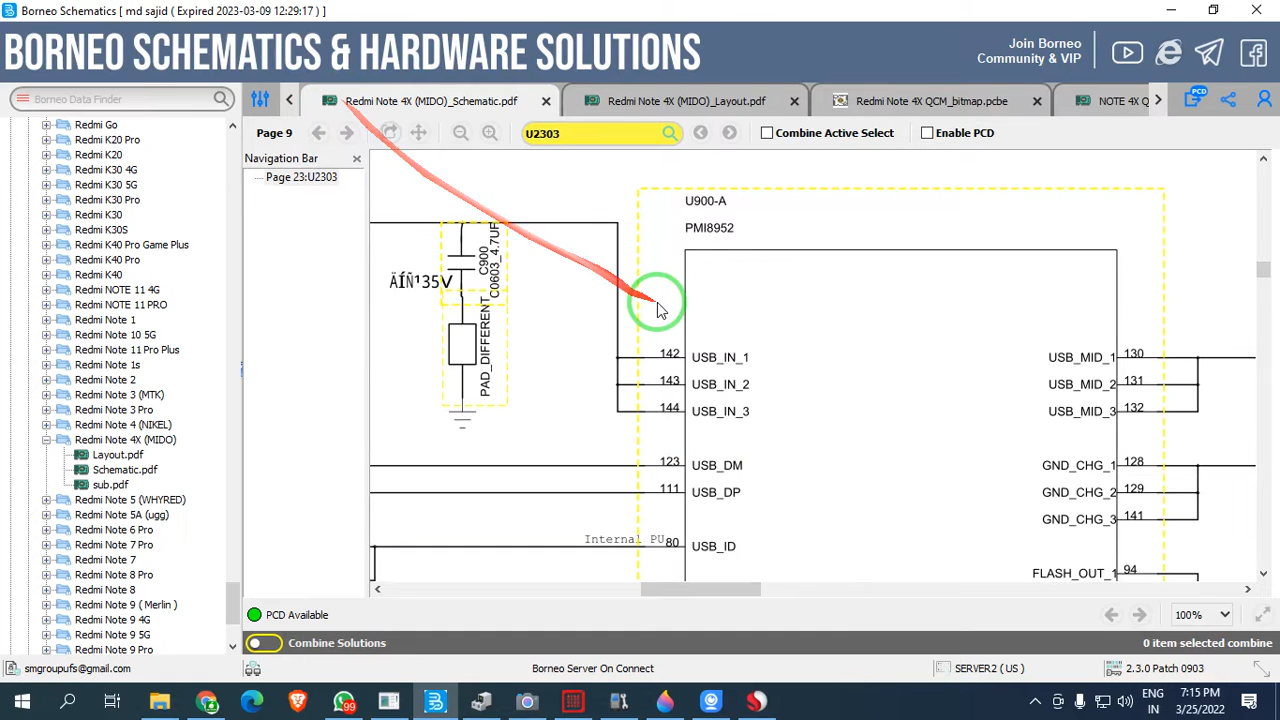 Borneo Schematics [ md sajid ( Expired 2023-03-09 12:29:17 ) ]
BORNEO SCHEMATICS & HARDWARE SOLUTIONS
Join Borneo
Community & VIP
Borneo Data Finder
Redmi Note 4X (MIDO)_Schematic.pdf
Redmi Note 4X (MIDO)_Layout.pdf
Redmi Note 4X QCM_bitmap.pcbe
NOTE 4X Q
PCD
Page 9
U2303
Combine Active Select
Enable PCD
Navigation Bar
Page 23:U2303
Redmi Go
Redmi K20 Pro
Redmi K20
Redmi K30 4G
Redmi K30 5G
Redmi K30 Pro
Redmi K30
Redmi K30S
Redmi K40 Pro Game Plus
Redmi K40 Pro
Redmi K40
Redmi NOTE 11 4G
Redmi NOTE 11 PRO
Redmi Note 1
Redmi Note 10 5G
Redmi Note 11 Pro Plus
Redmi Note 1s
Redmi Note 2
Redmi Note 3 (MTK)
Redmi Note 3 Pro
Redmi Note 4 (NIKEL)
Redmi Note 4X (MIDO)
Layout.pdf
Schematic.pdf
sub.pdf
Redmi Note 5 (WHYRED)
Redmi Note 5A (ugg)
Redmi Note 6 Pro
Redmi Note 7 Pro
Redmi Note 7
Redmi Note 8 Pro
Redmi Note 8
Redmi Note 9 ( Merlin )
Redmi Note 9 4G
Redmi Note 9 5G
Redmi Note 9 Pro
U900-A
PMI8952
C900
C0603_4.7UF
ÄÍÑ¹35V
PAD_DIFFERENT
142 USB_IN_1
143 USB_IN_2
144 USB_IN_3
123 USB_DM
111 USB_DP
Internal PU 80 USB_ID
USB_MID_1 130
USB_MID_2 131
USB_MID_3 132
GND_CHG_1 128
GND_CHG_2 129
GND_CHG_3 141
FLASH_OUT_1 94
PCD Available
100%
Combine Solutions
0 item selected combine
smgroupufs@gmail.com
Borneo Server On Connect
SERVER2 ( US )
2.3.0 Patch 0903
99
ENG
IN
7:15 PM
3/25/2022